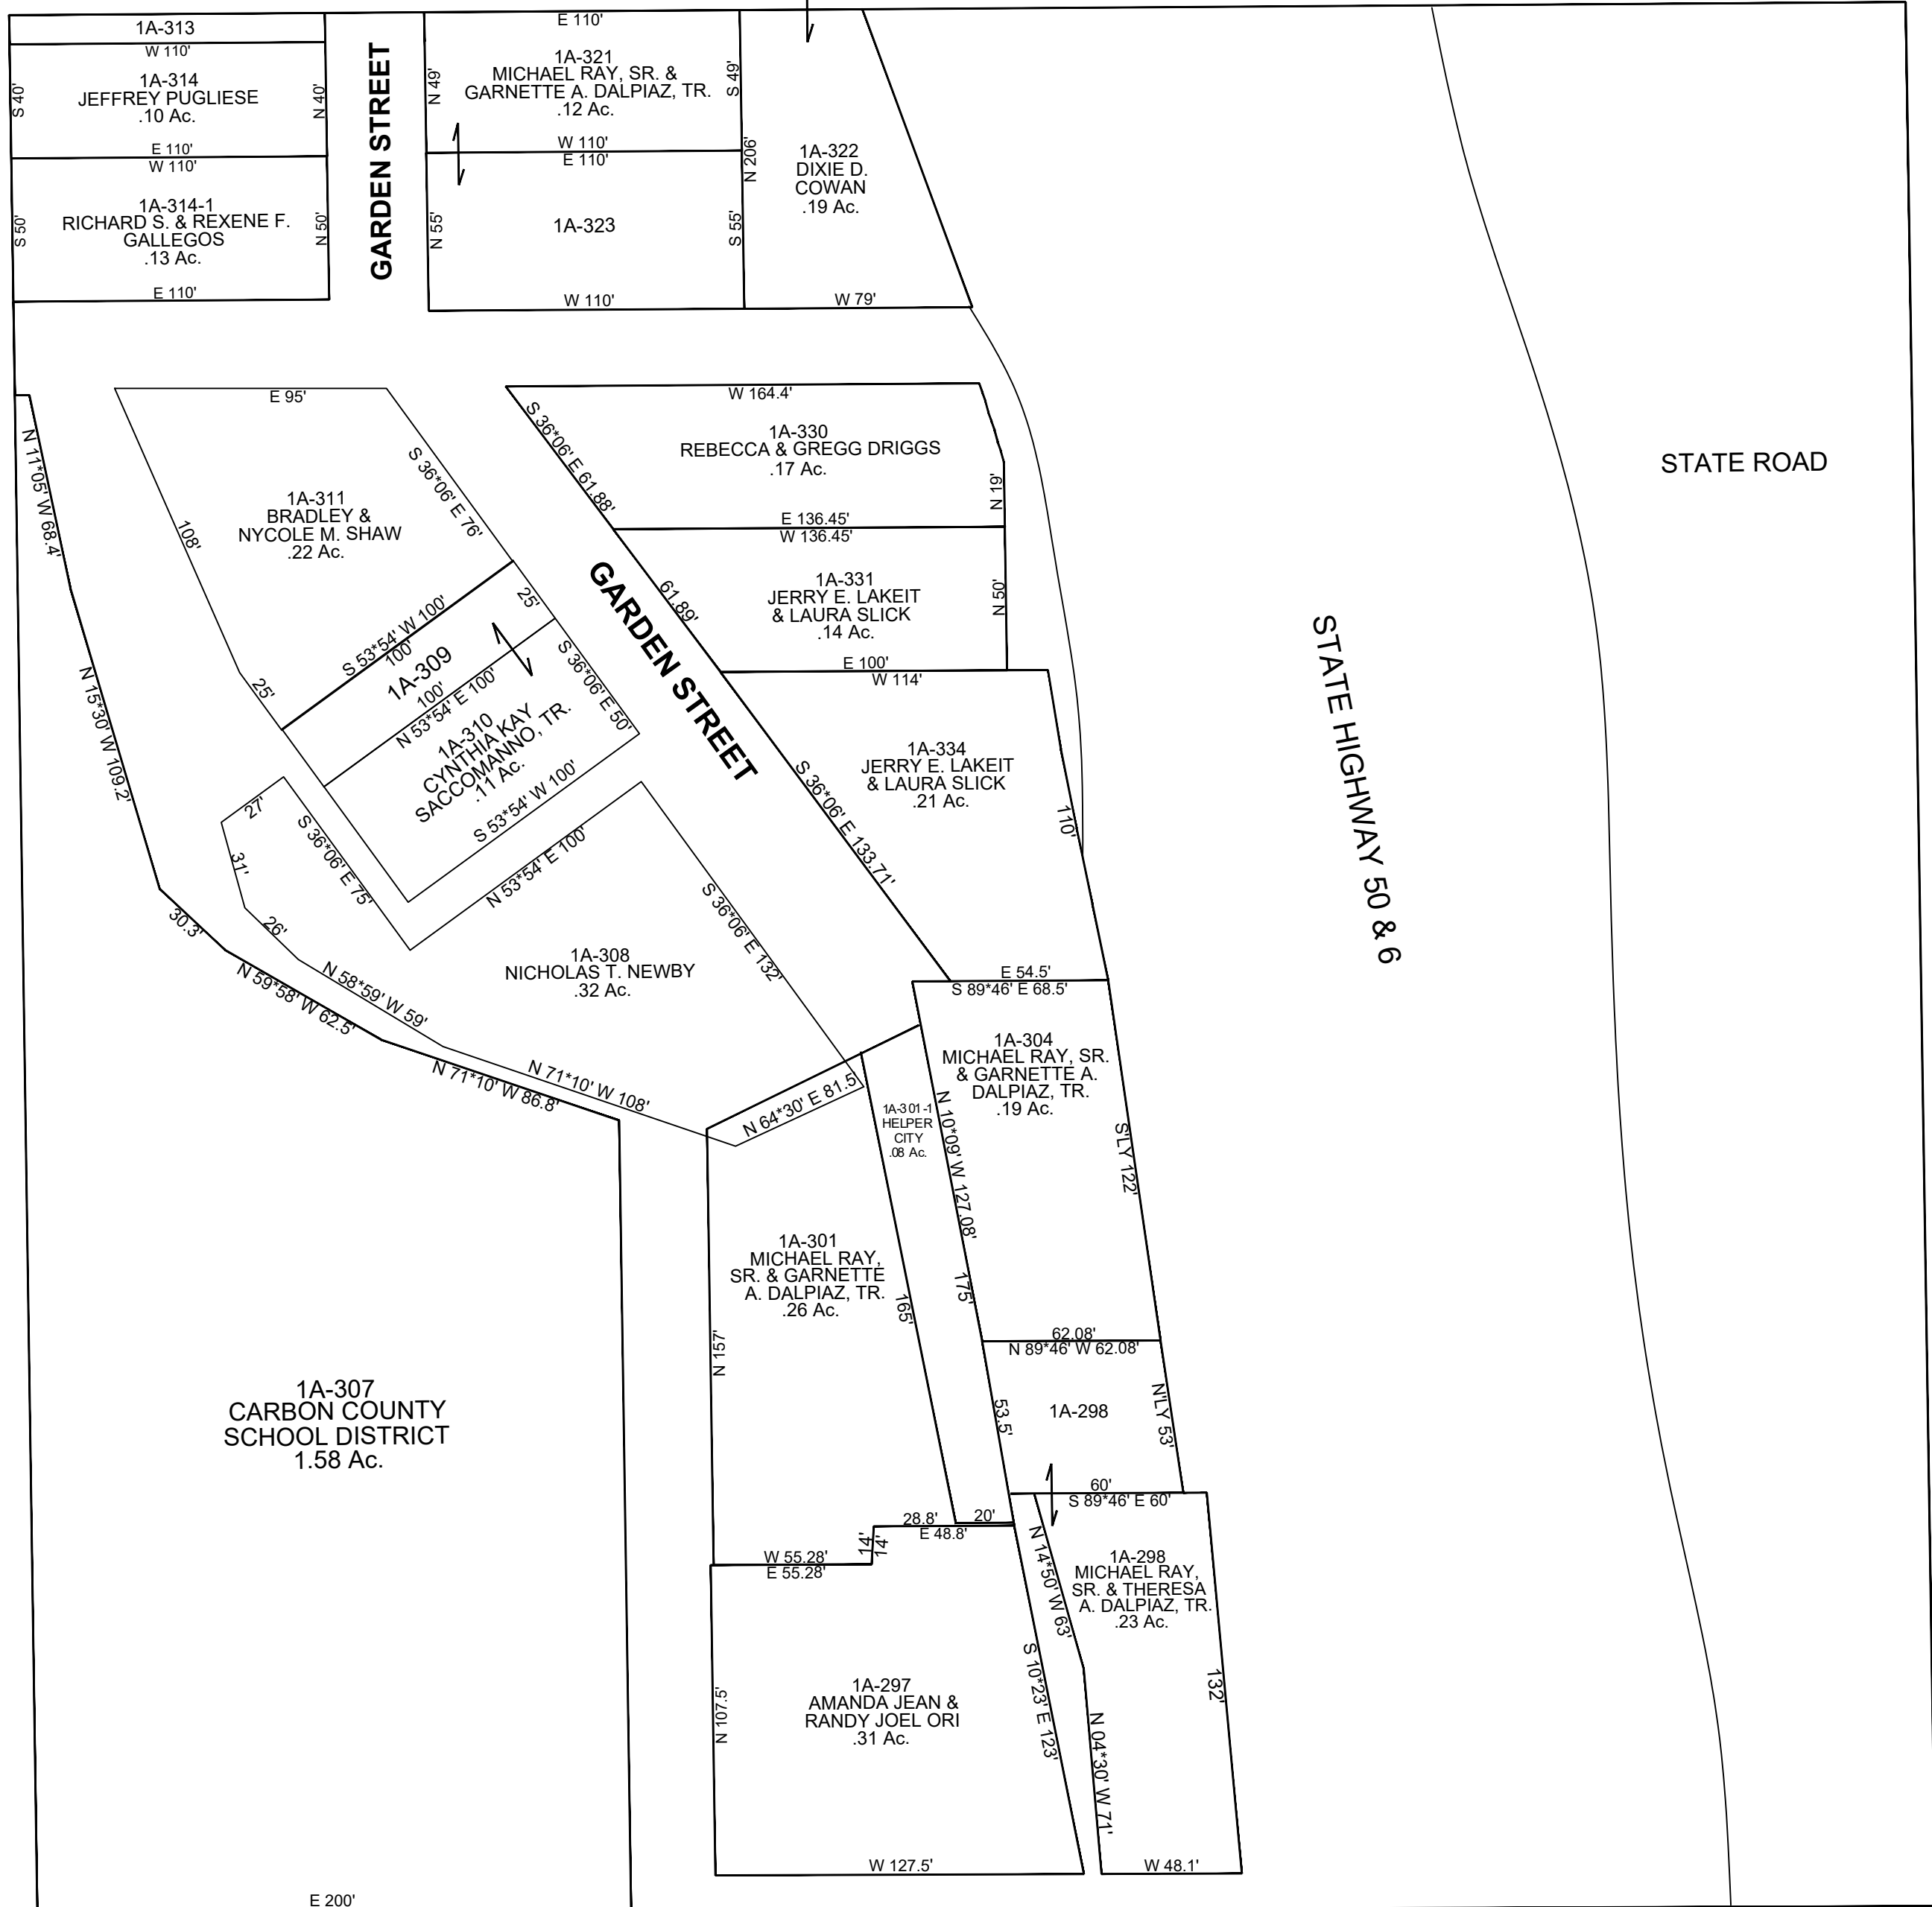 1A-313
W 110'
S 40'
1A-314
JEFFREY PUGLIESE
.10 Ac.
N 40'
E 110'
W 110'
S 50'
1A-314-1
RICHARD S. & REXENE F.
GALLEGOS
.13 Ac.
N 50'
E 110'
GARDEN STREET
E 110'
N 49'
1A-321
MICHAEL RAY, SR. &
GARNETTE A. DALPIAZ, TR.
.12 Ac.
S 49'
W 110'
E 110'
N 55'
1A-323
S 55'
W 110'
N 206'
1A-322
DIXIE D.
COWAN
.19 Ac.
W 79'
E 95'
S 36*06' E 76'
1A-311
BRADLEY &
NYCOLE M. SHAW
.22 Ac.
108'
25'
S 53*54' W 100'
100'
25'
1A-309
100'
N 53*54' E 100'
1A-310
CYNTHIA KAY
SACCOMANNO, TR.
.11 Ac.
S 36*06' E 50'
S 53*54' W 100'
W 164.4'
S 36*06' E 61.88'
1A-330
REBECCA & GREGG DRIGGS
.17 Ac.
N 19'
E 136.45'
W 136.45'
61.89'
1A-331
JERRY E. LAKEIT
& LAURA SLICK
.14 Ac.
N 50'
E 100'
W 114'
GARDEN STREET
1A-334
JERRY E. LAKEIT
& LAURA SLICK
.21 Ac.
110'
S 36*06' E 133.71'
E 54.5'
S 89*46' E 68.5'
STATE ROAD
STATE HIGHWAY 50 & 6
N 11*05' W 68.4'
N 15*30' W 109.2'
30.3'
N 59*58' W 62.5'
N 71*10' W 86.8'
27'
31'
26'
S 36*06' E 75'
N 53*54' E 100'
S 36*06' E 132'
1A-308
NICHOLAS T. NEWBY
.32 Ac.
N 58*59' W 59'
N 71*10' W 108'
N 64*30' E 81.5
1A-304
MICHAEL RAY, SR.
& GARNETTE A.
DALPIAZ, TR.
.19 Ac.
N 10*09' W 127.08'
S'LY 122'
1A-301-1
HELPER
CITY
.08 Ac.
175'
165'
1A-301
MICHAEL RAY,
SR. & GARNETTE
A. DALPIAZ, TR.
.26 Ac.
N 157'
62.08'
N 89*46' W 62.08'
53.5'
1A-298
N'LY 53'
60'
S 89*46' E 60'
28.8'
20'
E 48.8'
14'
14'
W 55.28'
E 55.28'
1A-307
CARBON COUNTY
SCHOOL DISTRICT
1.58 Ac.
E 200'
N 14*50' W 63'
1A-298
MICHAEL RAY,
SR. & THERESA
A. DALPIAZ, TR.
.23 Ac.
132'
N 04*30' W 71'
W 48.1'
N 107.5'
1A-297
AMANDA JEAN &
RANDY JOEL ORI
.31 Ac.
S 10*23' E 123'
W 127.5'